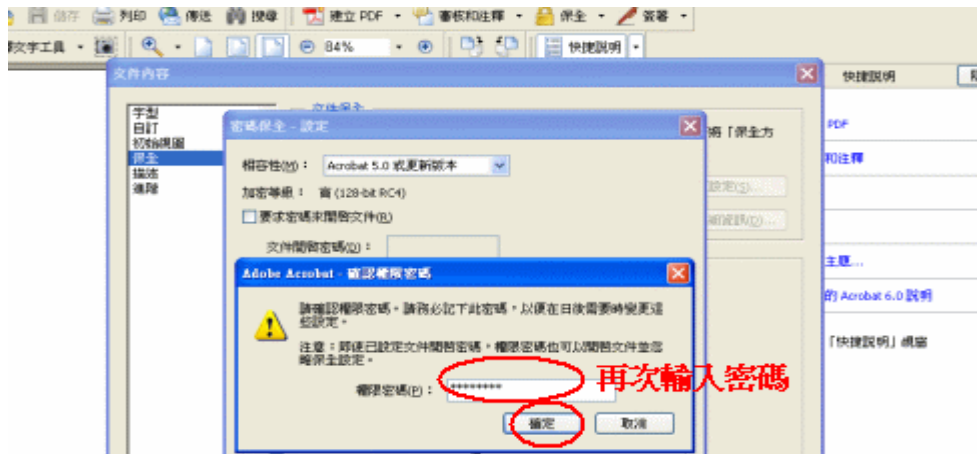 儲存 列印 傳送 搜尋 建立 PDF 審核和注釋 保全 簽署
文字工具 84% 快捷說明
文件內容
快捷說明
字型
自訂
初始視圖
保全
描述
進階
文件保全
密碼保全 - 設定
將「保全方
PDF
和注釋
相容性(M)： Acrobat 5.0 或更新版本
加密等級： 高 (128-bit RC4)
設定(S)...
要求密碼來開啟文件(R)
文件開啟密碼(O)：
主題...
Adobe Acrobat - 確認權限密碼
的 Acrobat 6.0 說明
請確認權限密碼。請務必記下此密碼，以便在日後需要時變更這
些設定。
「快捷說明」視窗
注意：即使已設定文件開啟密碼，權限密碼也可以開啟文件並忽
略保全設定。
權限密碼(P)： ********
再次輸入密碼
確定 取消